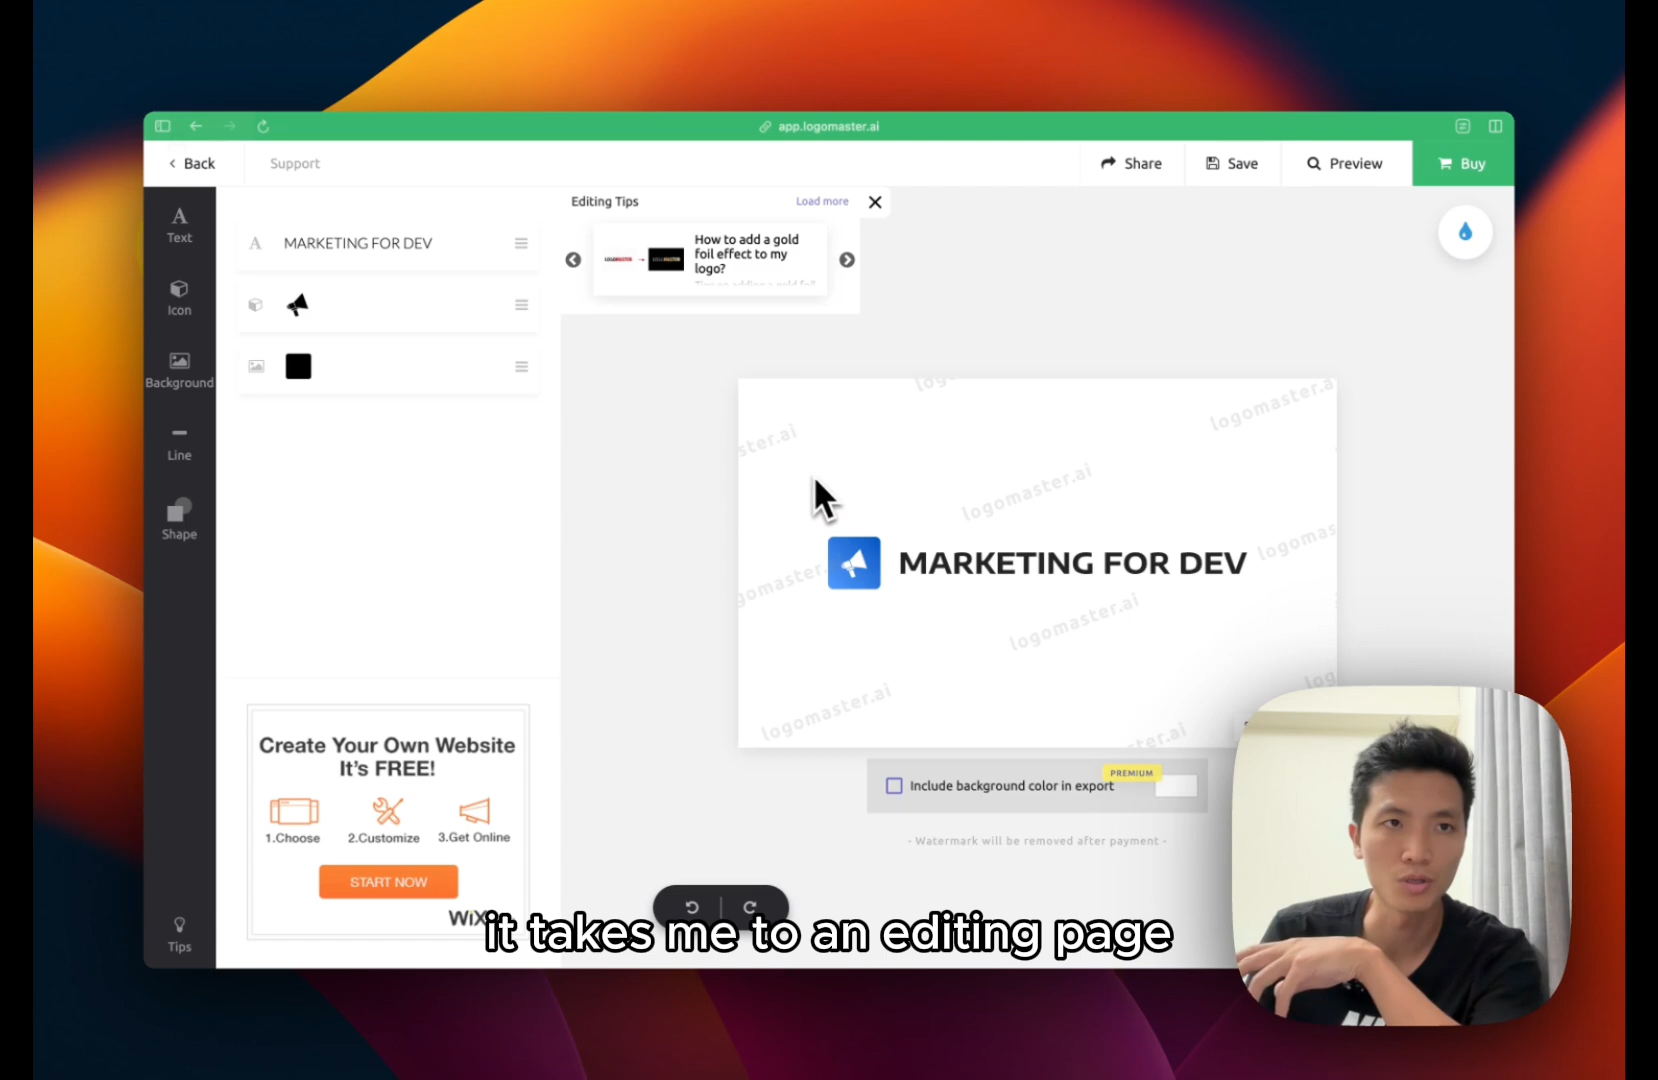 app.logomaster.ai
Back
Support
Share
Save
Preview
Buy
A
Text
Icon
Background
Line
Shape
Tips
A MARKETING FOR DEV
Editing Tips
Load more
How to add a gold
foil effect to my
logo?
logomaster.ai
MARKETING FOR DEV
logomaster.ai
logomaster.ai
logomaster.ai
PREMIUM
Include background color in export
- Watermark will be removed after payment -
Create Your Own Website
It's FREE!
1.Choose
2.Customize
3.Get Online
START NOW
WiX
it takes me to an editing page